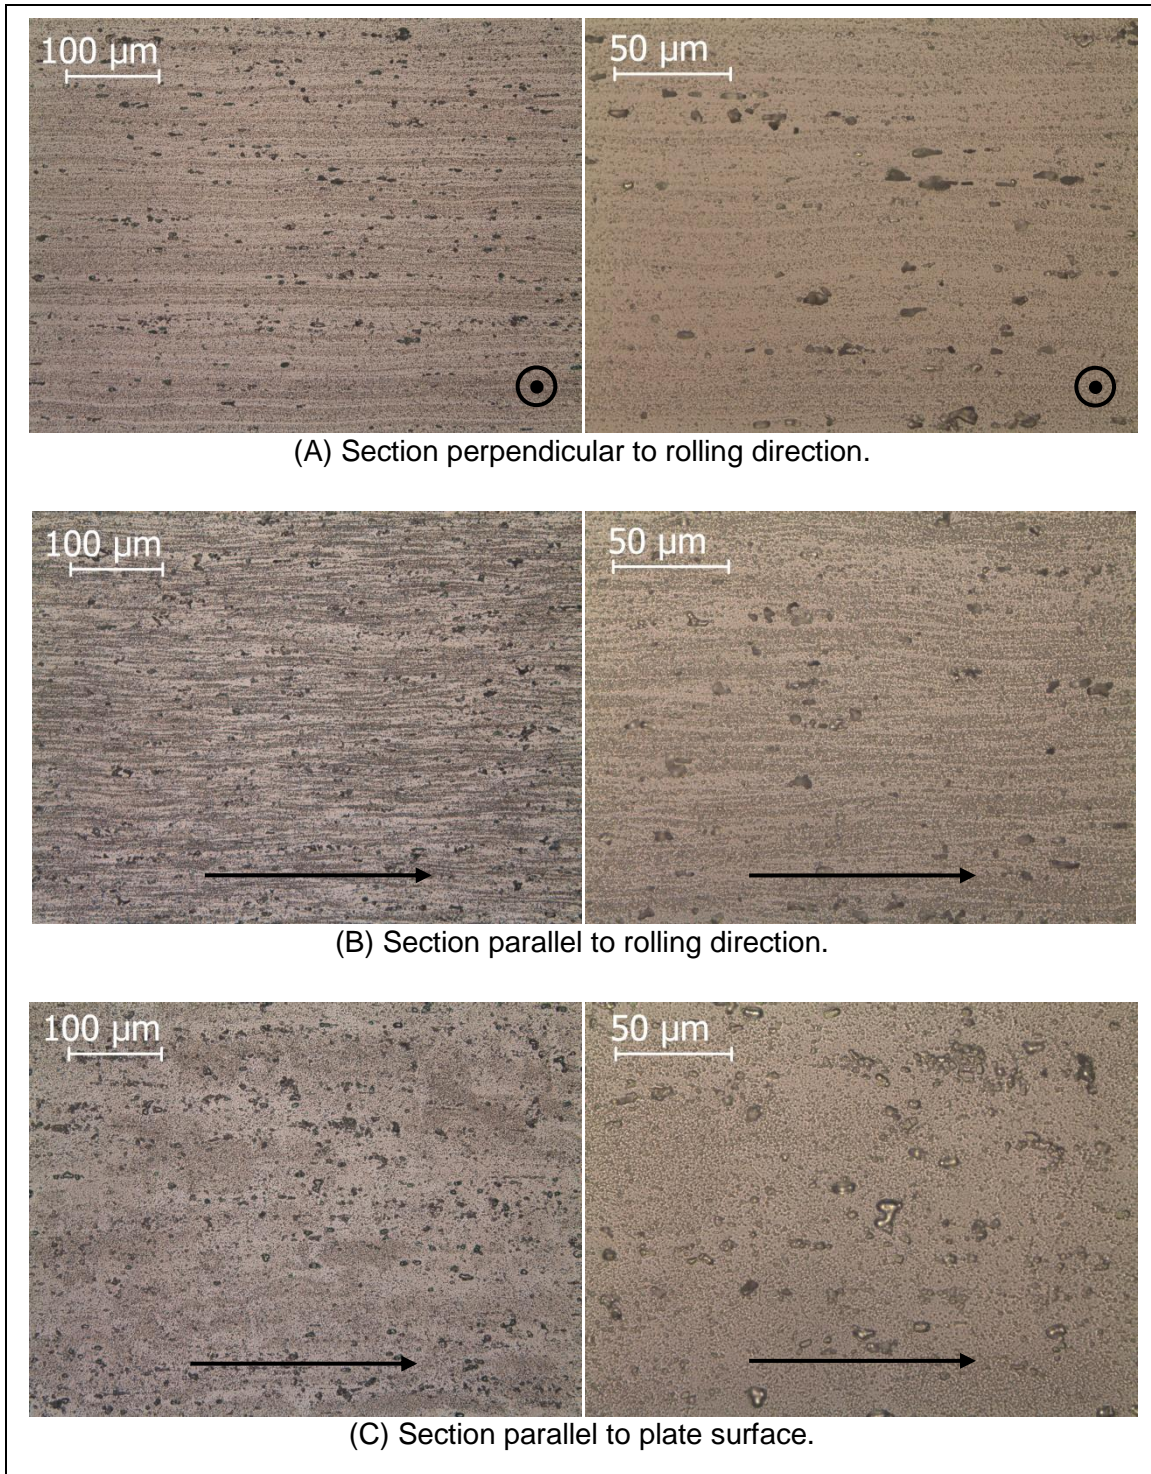 100 µm
50 µm
(A) Section perpendicular to rolling direction.
100 µm
50 µm
(B) Section parallel to rolling direction.
100 µm
50 µm
(C) Section parallel to plate surface.